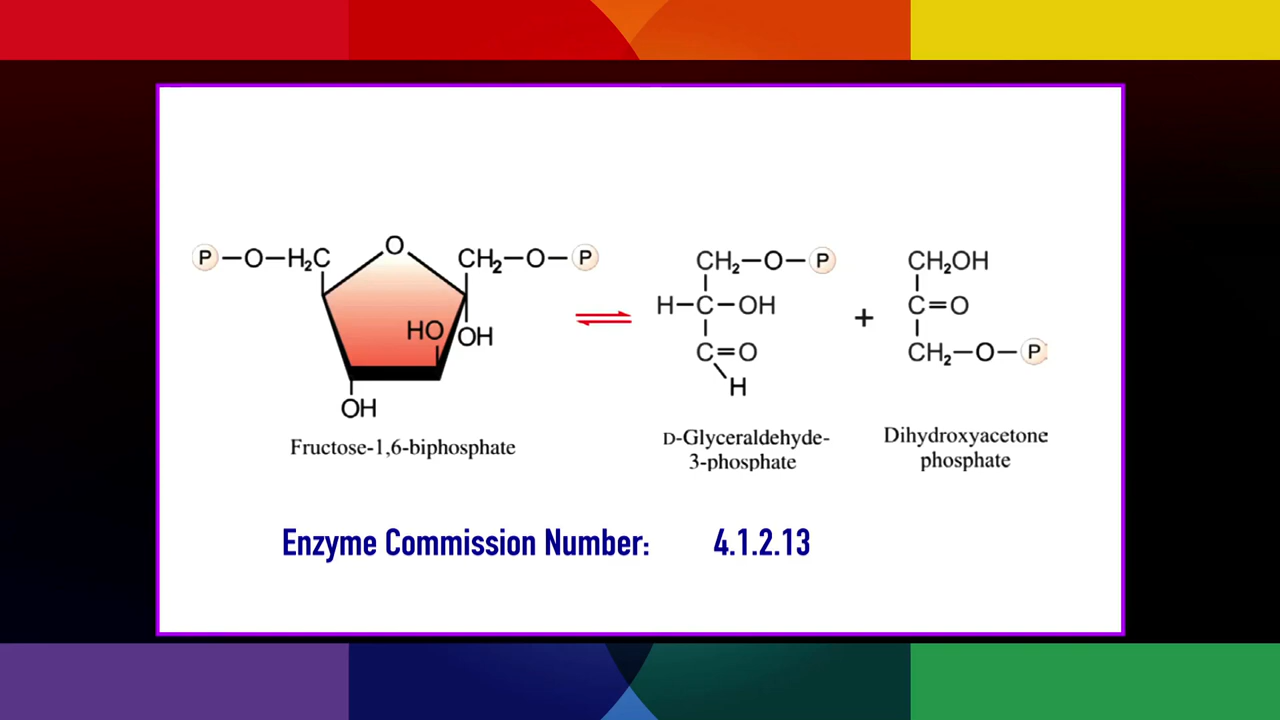 P–O–H₂C O CH₂–O–P
HO OH
OH
Fructose-1,6-biphosphate
CH₂–O–P
H–C–OH
C=O
H
D-Glyceraldehyde-
3-phosphate
+
CH₂OH
C=O
CH₂–O–P
Dihydroxyacetone
phosphate
Enzyme Commission Number: 4.1.2.13